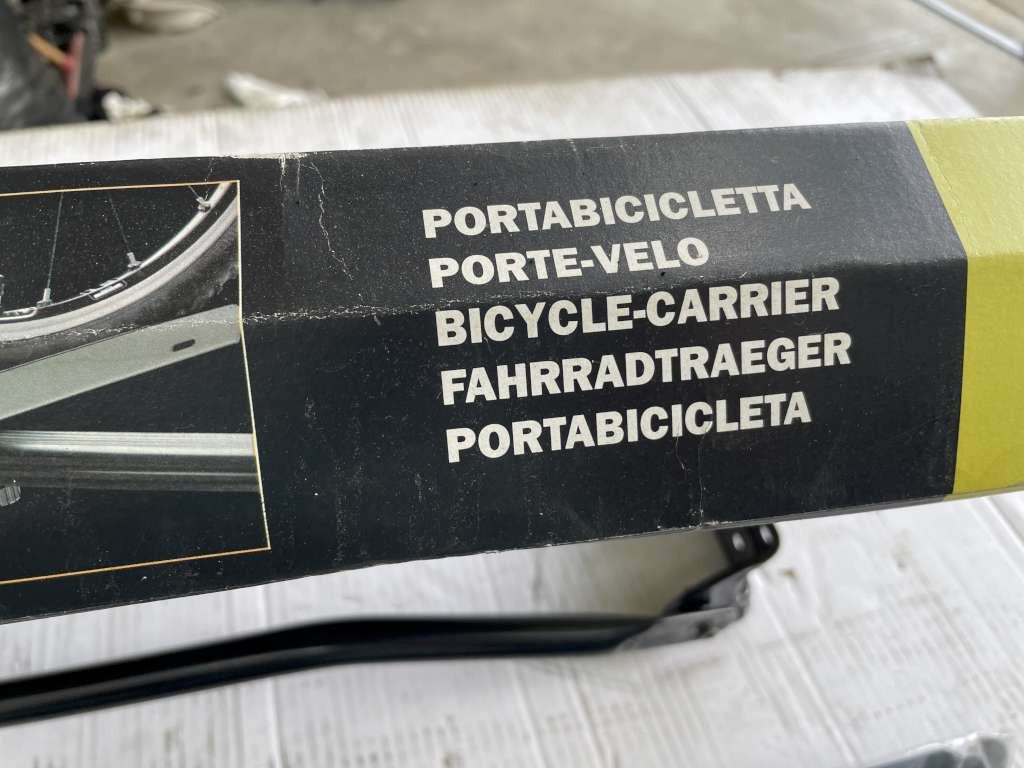 PORTABICICLETTA
PORTE-VELO
BICYCLE-CARRIER
FAHRRADTRAEGER
PORTABICICLETA